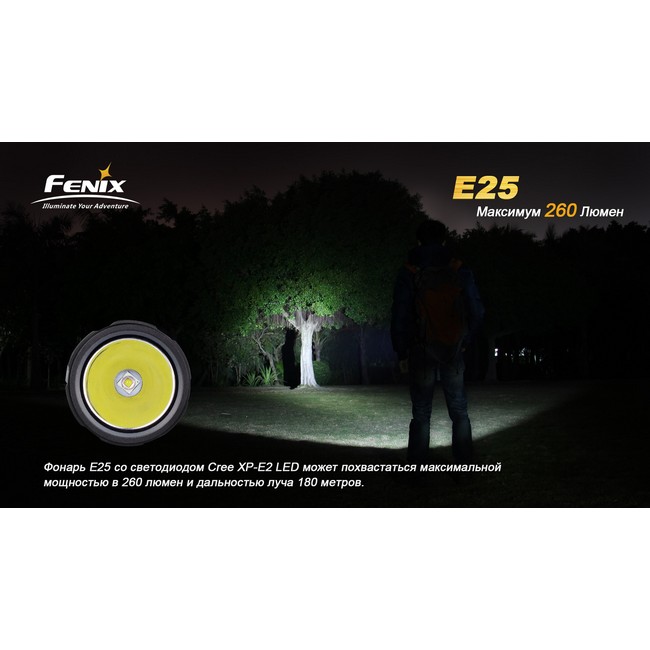 FENIX
Illuminate Your Adventure
E25
Максимум 260 Люмен
Фонарь E25 со светодиодом Cree XP-E2 LED может похвастаться максимальной
мощностью в 260 люмен и дальностью луча 180 метров.